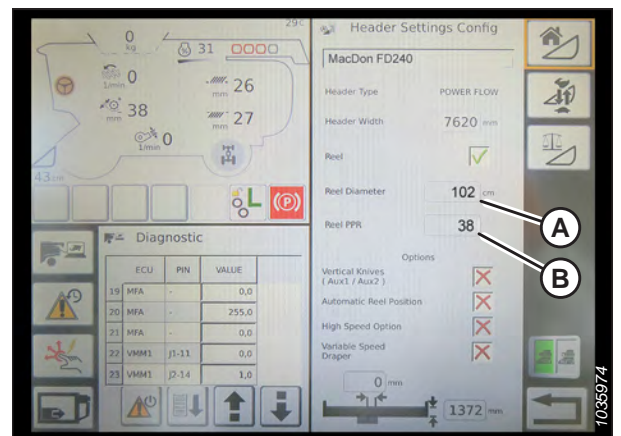 29c
0
kg
31
0
1/min
26
mm
38
mm
27
mm
0
1/min
43 cm
L
(P)
Diagnostic
ECU PIN VALUE
19 MFA - 0,0
20 MFA - 255,0
21 MFA - 0,0
22 VMM1 J1-11 0,0
23 VMM1 J2-14 1,0
Header Settings Config
MacDon FD240
Header Type POWER FLOW
Header Width 7620 mm
Reel
Reel Diameter 102 cm
A
Reel PPR 38
B
Options
Vertical Knives
( Aux1 / Aux2 )
Automatic Reel Position
High Speed Option
Variable Speed
Draper
0 mm
1372 mm
1035974